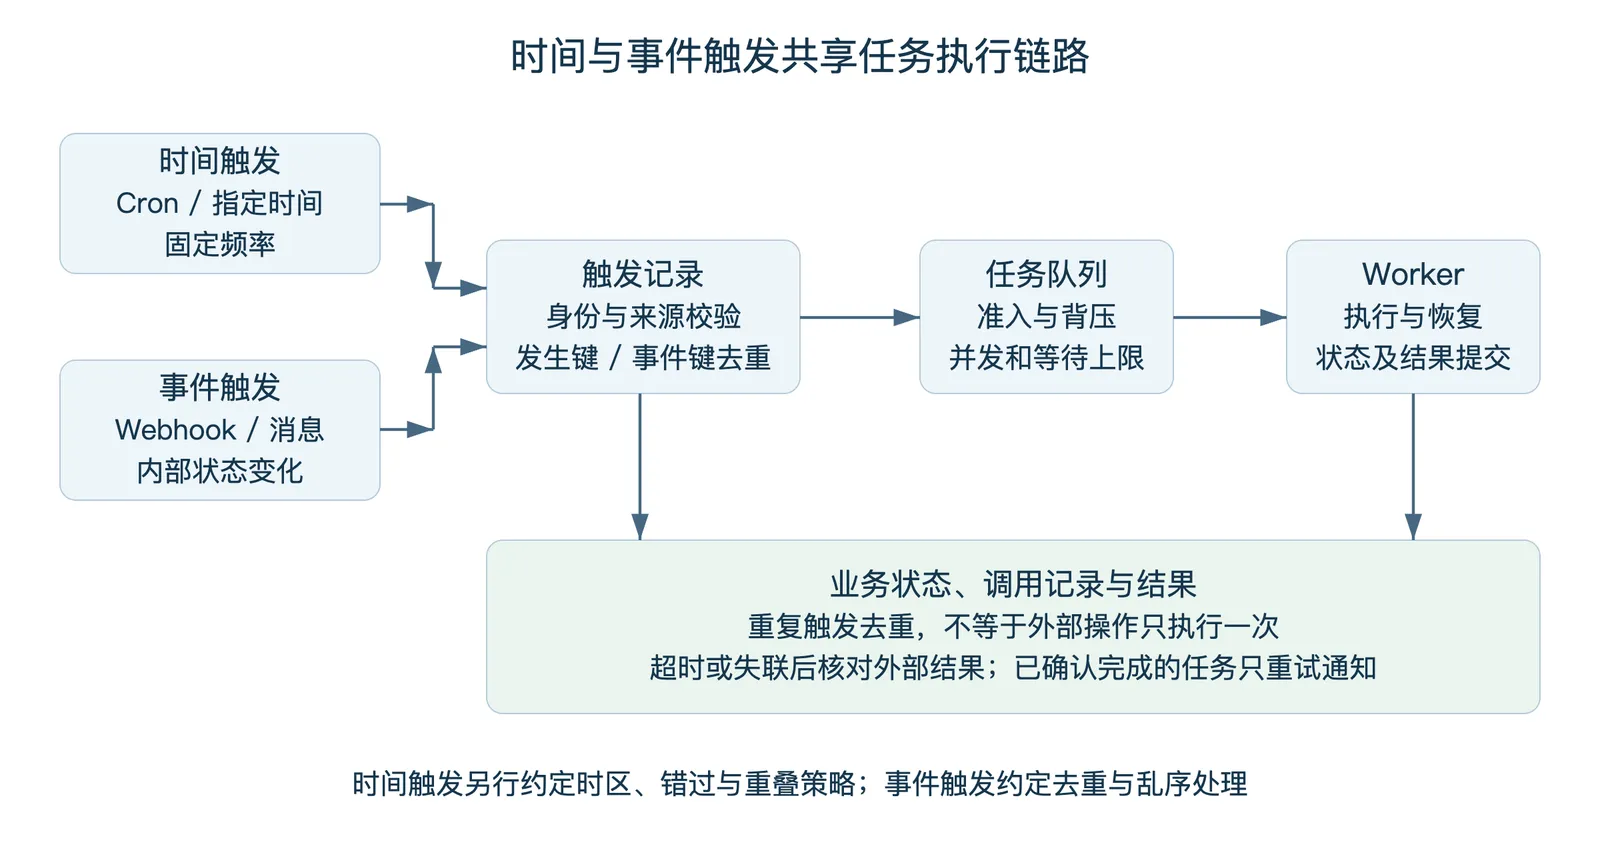 时间与事件触发共享任务执行链路
时间触发
Cron / 指定时间
固定频率
事件触发
Webhook / 消息
内部状态变化
触发记录
身份与来源校验
发生键 / 事件键去重
任务队列
准入与背压
并发和等待上限
Worker
执行与恢复
状态及结果提交
业务状态、调用记录与结果
重复触发去重，不等于外部操作只执行一次
超时或失联后核对外部结果；已确认完成的任务只重试通知
时间触发另行约定时区、错过与重叠策略；事件触发约定去重与乱序处理